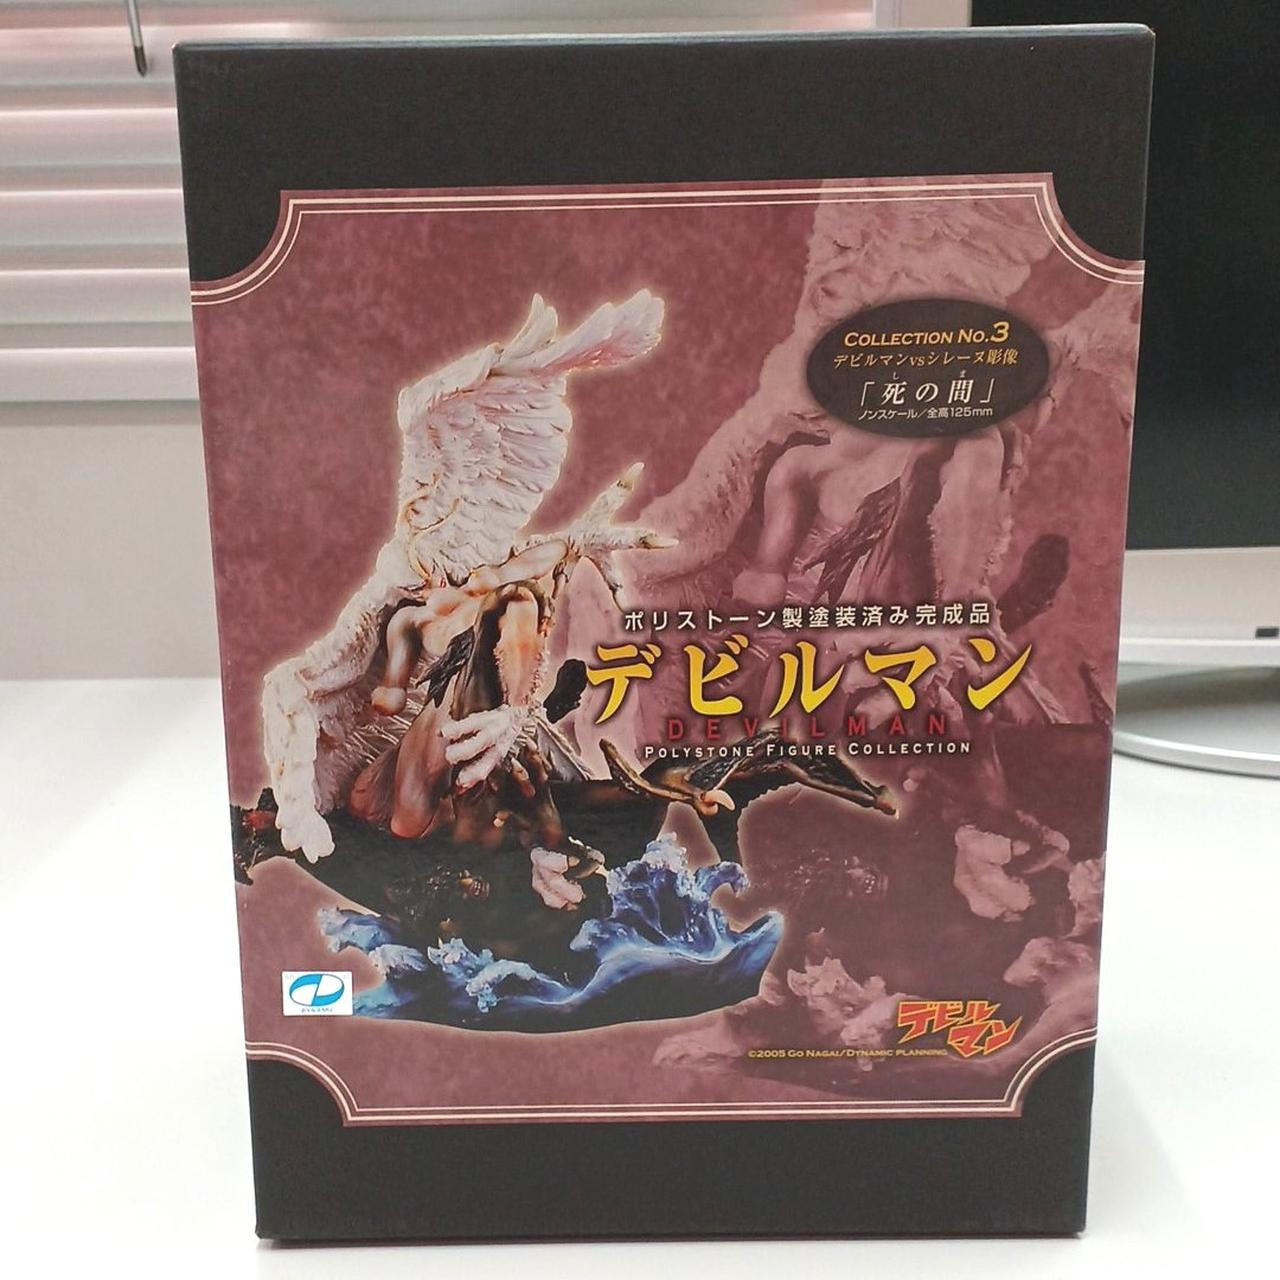 COLLECTION No.3
デビルマンvsシレーヌ彫像
し ま
「死の間」
ノンスケール/全高125mm
ポリストーン製塗装済み完成品
デビルマン
DEVILMAN
POLYSTONE FIGURE COLLECTION
DYNAMIC
デビルマン
©2005 GO NAGAI/DYNAMIC PLANNING